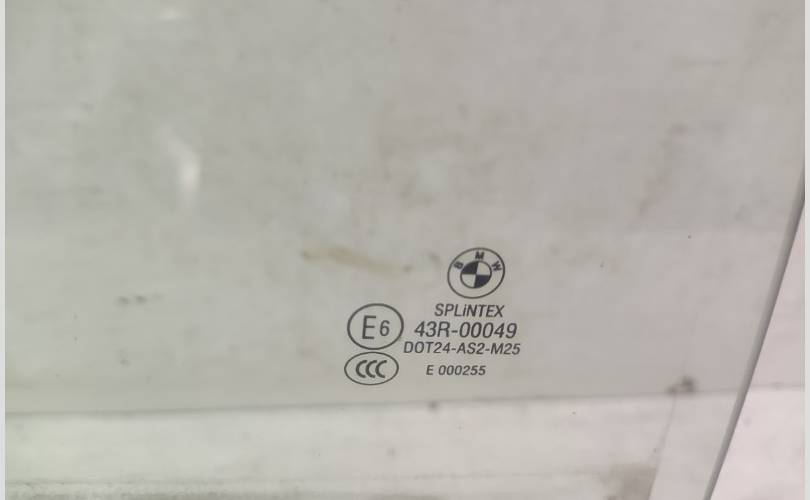 BMW
SPLiNTEX
E6 43R-00049
DOT24-AS2-M25
CCC E 000255